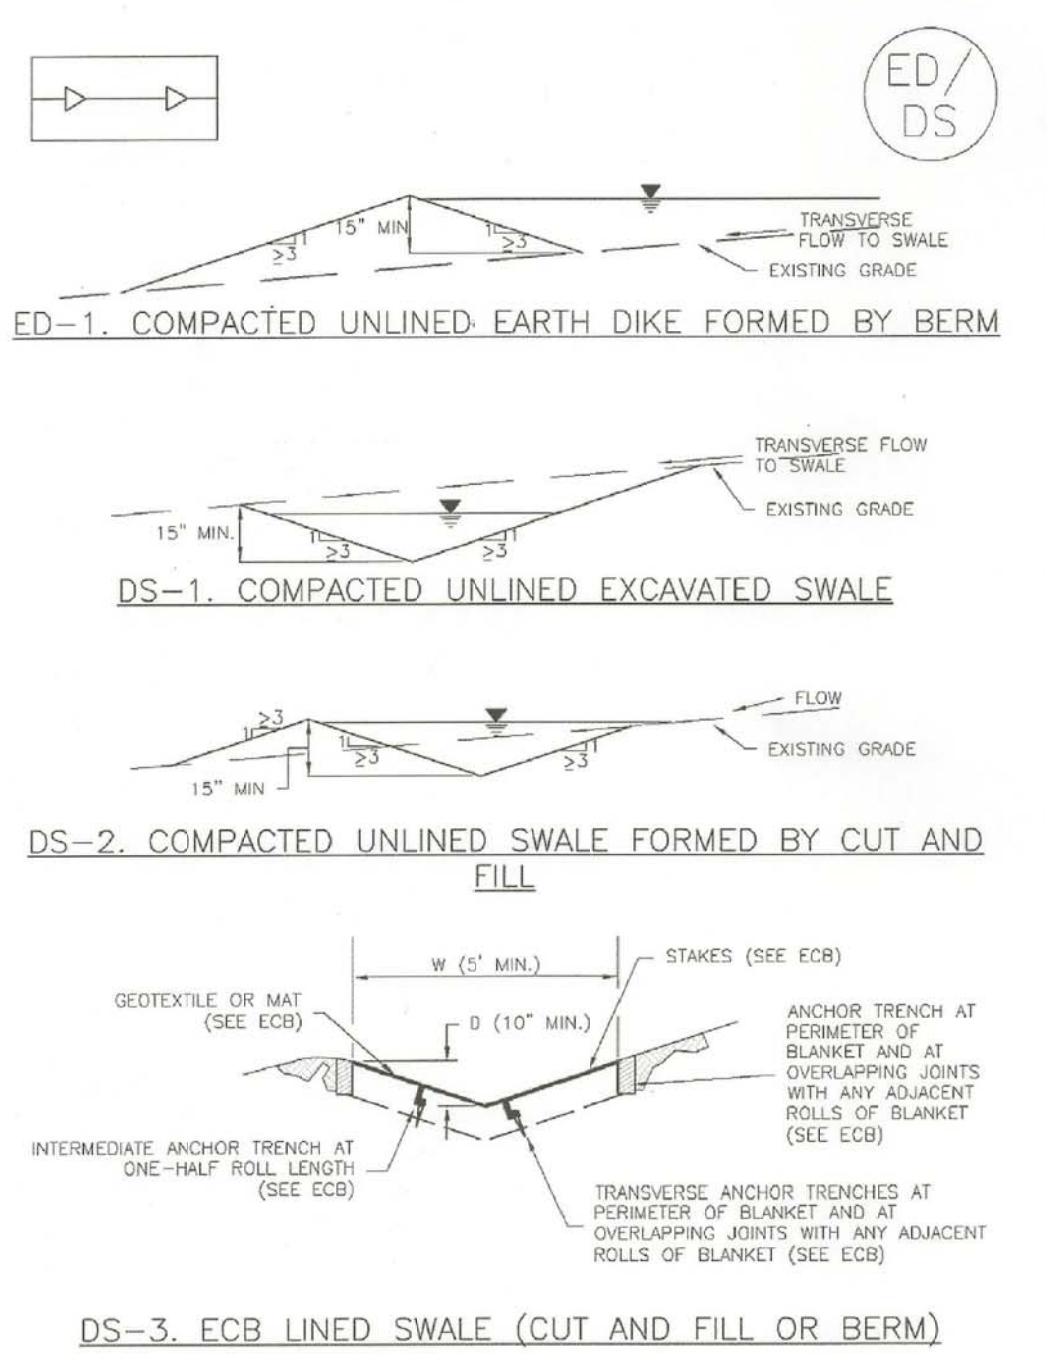 ED/
DS
15" MIN
1
≥3
1
≥3
TRANSVERSE
FLOW TO SWALE
EXISTING GRADE
ED-1. COMPACTED UNLINED EARTH DIKE FORMED BY BERM
TRANSVERSE FLOW
TO SWALE
EXISTING GRADE
15" MIN.
1
≥3
1
≥3
DS-1. COMPACTED UNLINED EXCAVATED SWALE
FLOW
≥3
1
1
≥3
1
≥3
EXISTING GRADE
15" MIN
DS-2. COMPACTED UNLINED SWALE FORMED BY CUT AND
FILL
W (5' MIN.)
STAKES (SEE ECB)
GEOTEXTILE OR MAT
(SEE ECB)
D (10" MIN.)
ANCHOR TRENCH AT
PERIMETER OF
BLANKET AND AT
OVERLAPPING JOINTS
WITH ANY ADJACENT
ROLLS OF BLANKET
(SEE ECB)
INTERMEDIATE ANCHOR TRENCH AT
ONE-HALF ROLL LENGTH
(SEE ECB)
TRANSVERSE ANCHOR TRENCHES AT
PERIMETER OF BLANKET AND AT
OVERLAPPING JOINTS WITH ANY ADJACENT
ROLLS OF BLANKET (SEE ECB)
DS-3. ECB LINED SWALE (CUT AND FILL OR BERM)